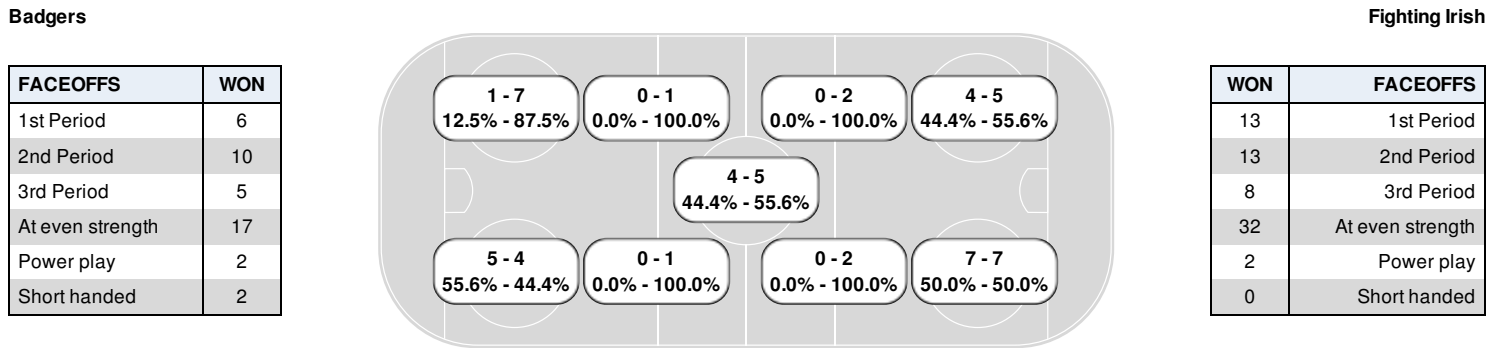 Badgers
Fighting Irish
FACEOFFS WON
1st Period 6
2nd Period 10
3rd Period 5
At even strength 17
Power play 2
Short handed 2
1 - 7
12.5% - 87.5%
0 - 1
0.0% - 100.0%
0 - 2
0.0% - 100.0%
4 - 5
44.4% - 55.6%
4 - 5
44.4% - 55.6%
5 - 4
55.6% - 44.4%
0 - 1
0.0% - 100.0%
0 - 2
0.0% - 100.0%
7 - 7
50.0% - 50.0%
WON FACEOFFS
13 1st Period
13 2nd Period
8 3rd Period
32 At even strength
2 Power play
0 Short handed